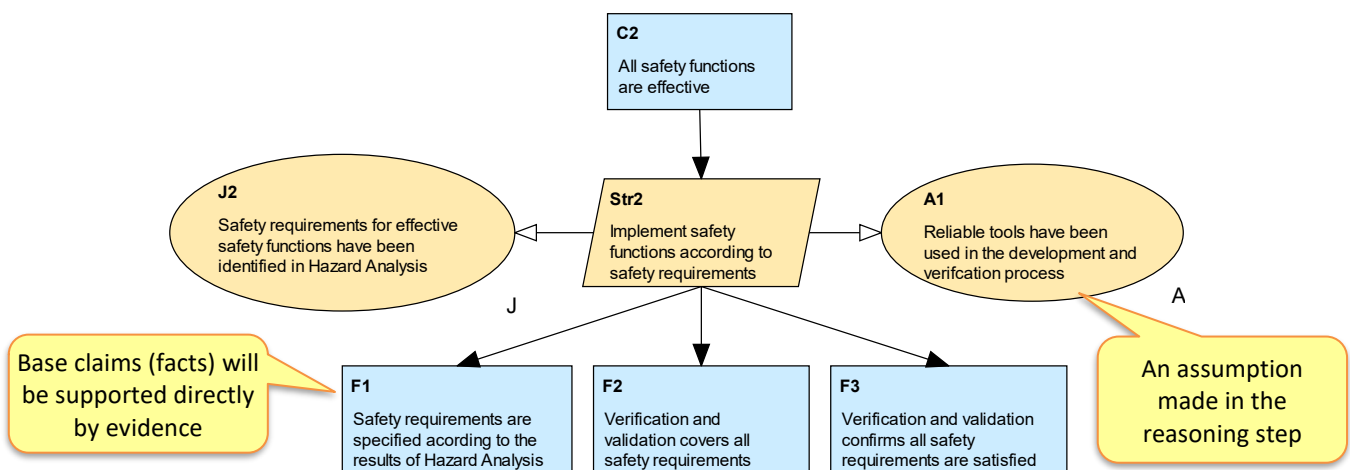 C2
All safety functions
are effective
J2
Safety requirements for effective
safety functions have been
identified in Hazard Analysis
J
Str2
Implement safety
functions according to
safety requirements
A1
Reliable tools have been
used in the development and
verifcation process
A
Base claims (facts) will
be supported directly
by evidence
F1
Safety requirements are
specified acording to the
results of Hazard Analysis
F2
Verification and
validation covers all
safety requirements
F3
Verification and validation
confirms all safety
requirements are satisfied
An assumption
made in the
reasoning step